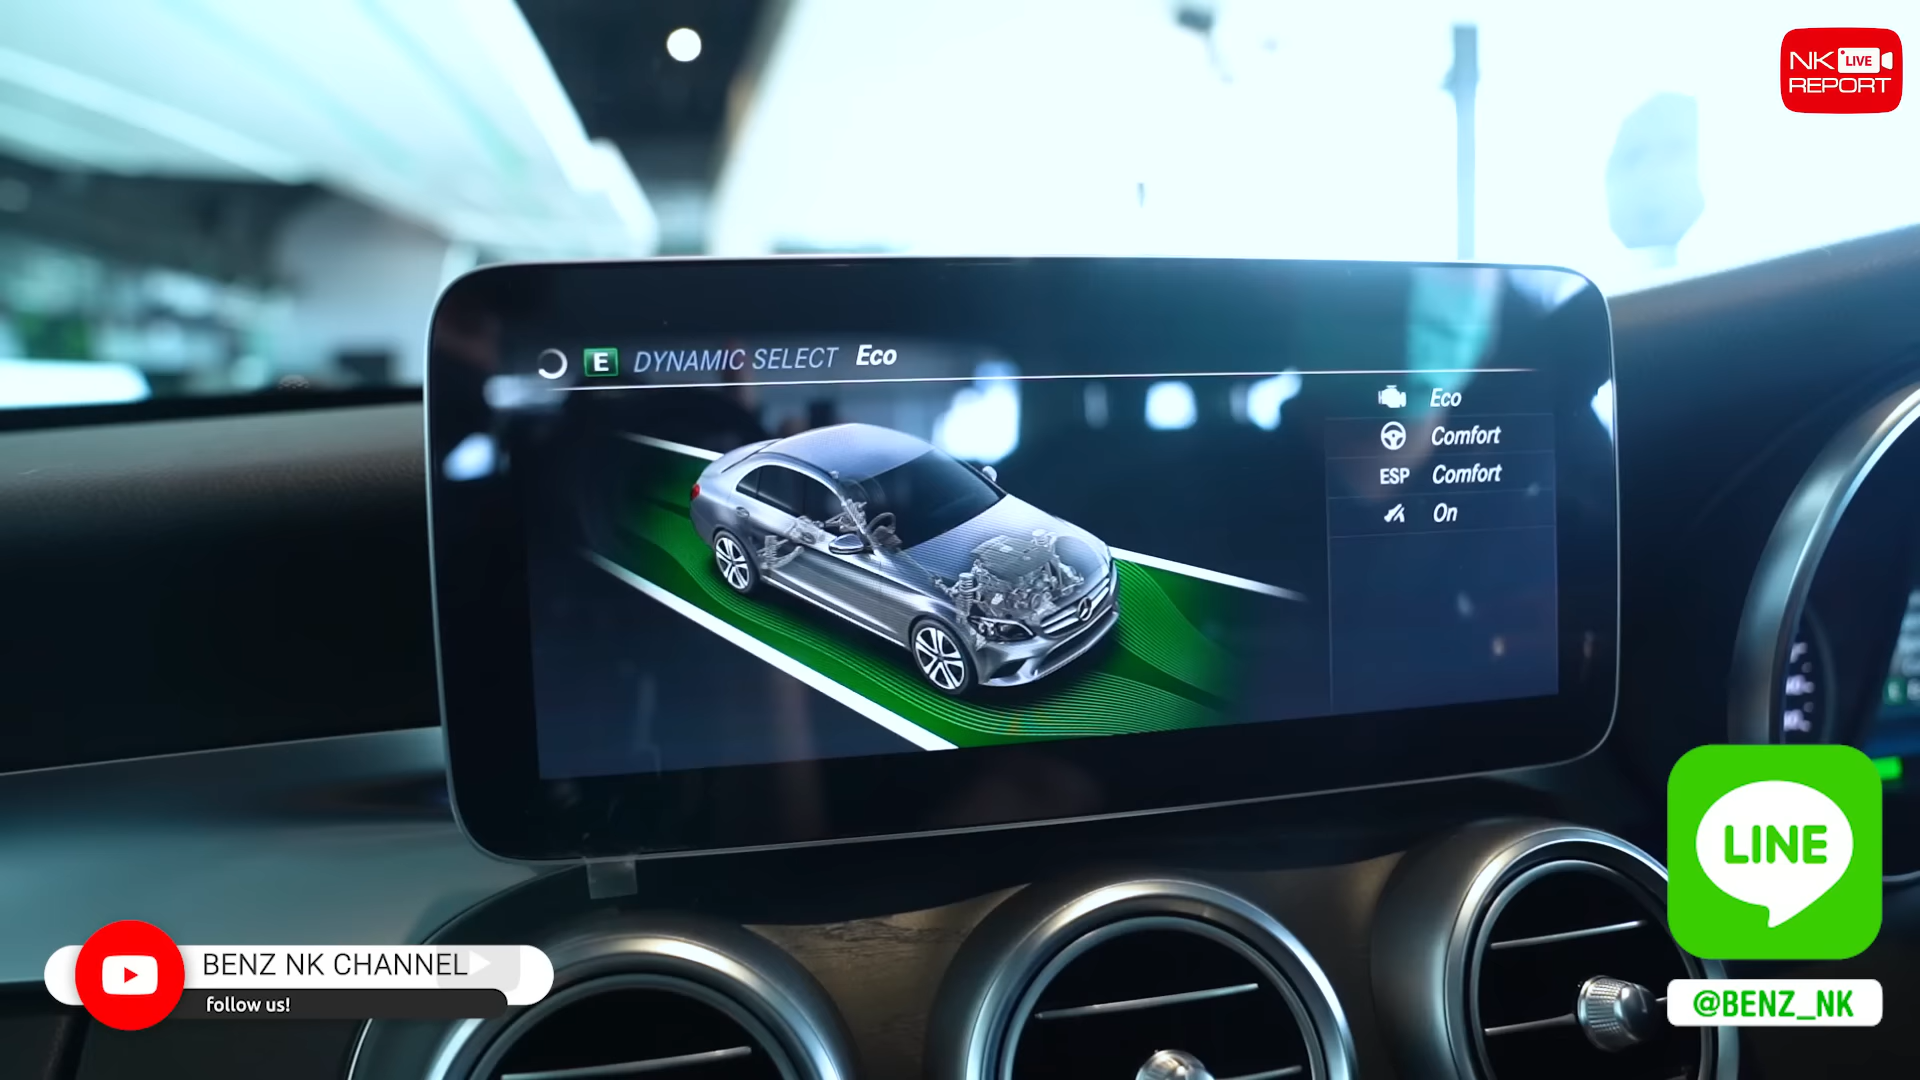 NK LIVE
REPORT
E DYNAMIC SELECT Eco
Eco
Comfort
ESP Comfort
On
LINE
BENZ NK CHANNEL
follow us!
@BENZ_NK